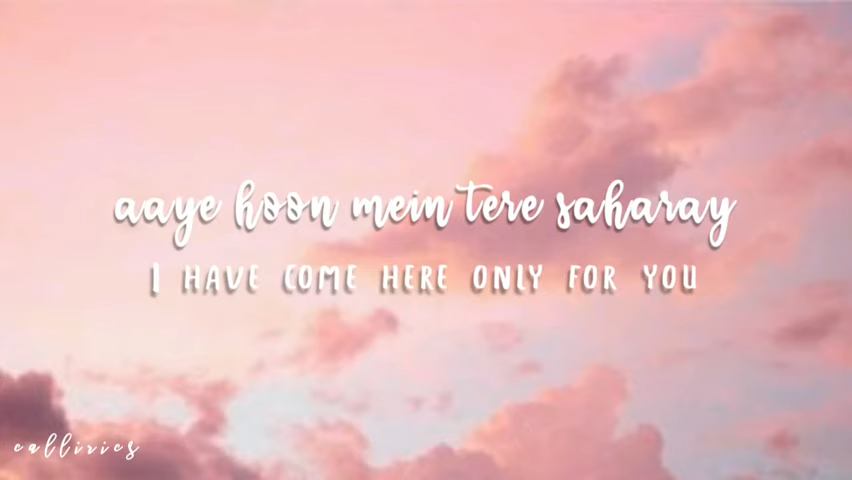 aaye hoon mein tere saharay
I HAVE COME HERE ONLY FOR YOU
callirics